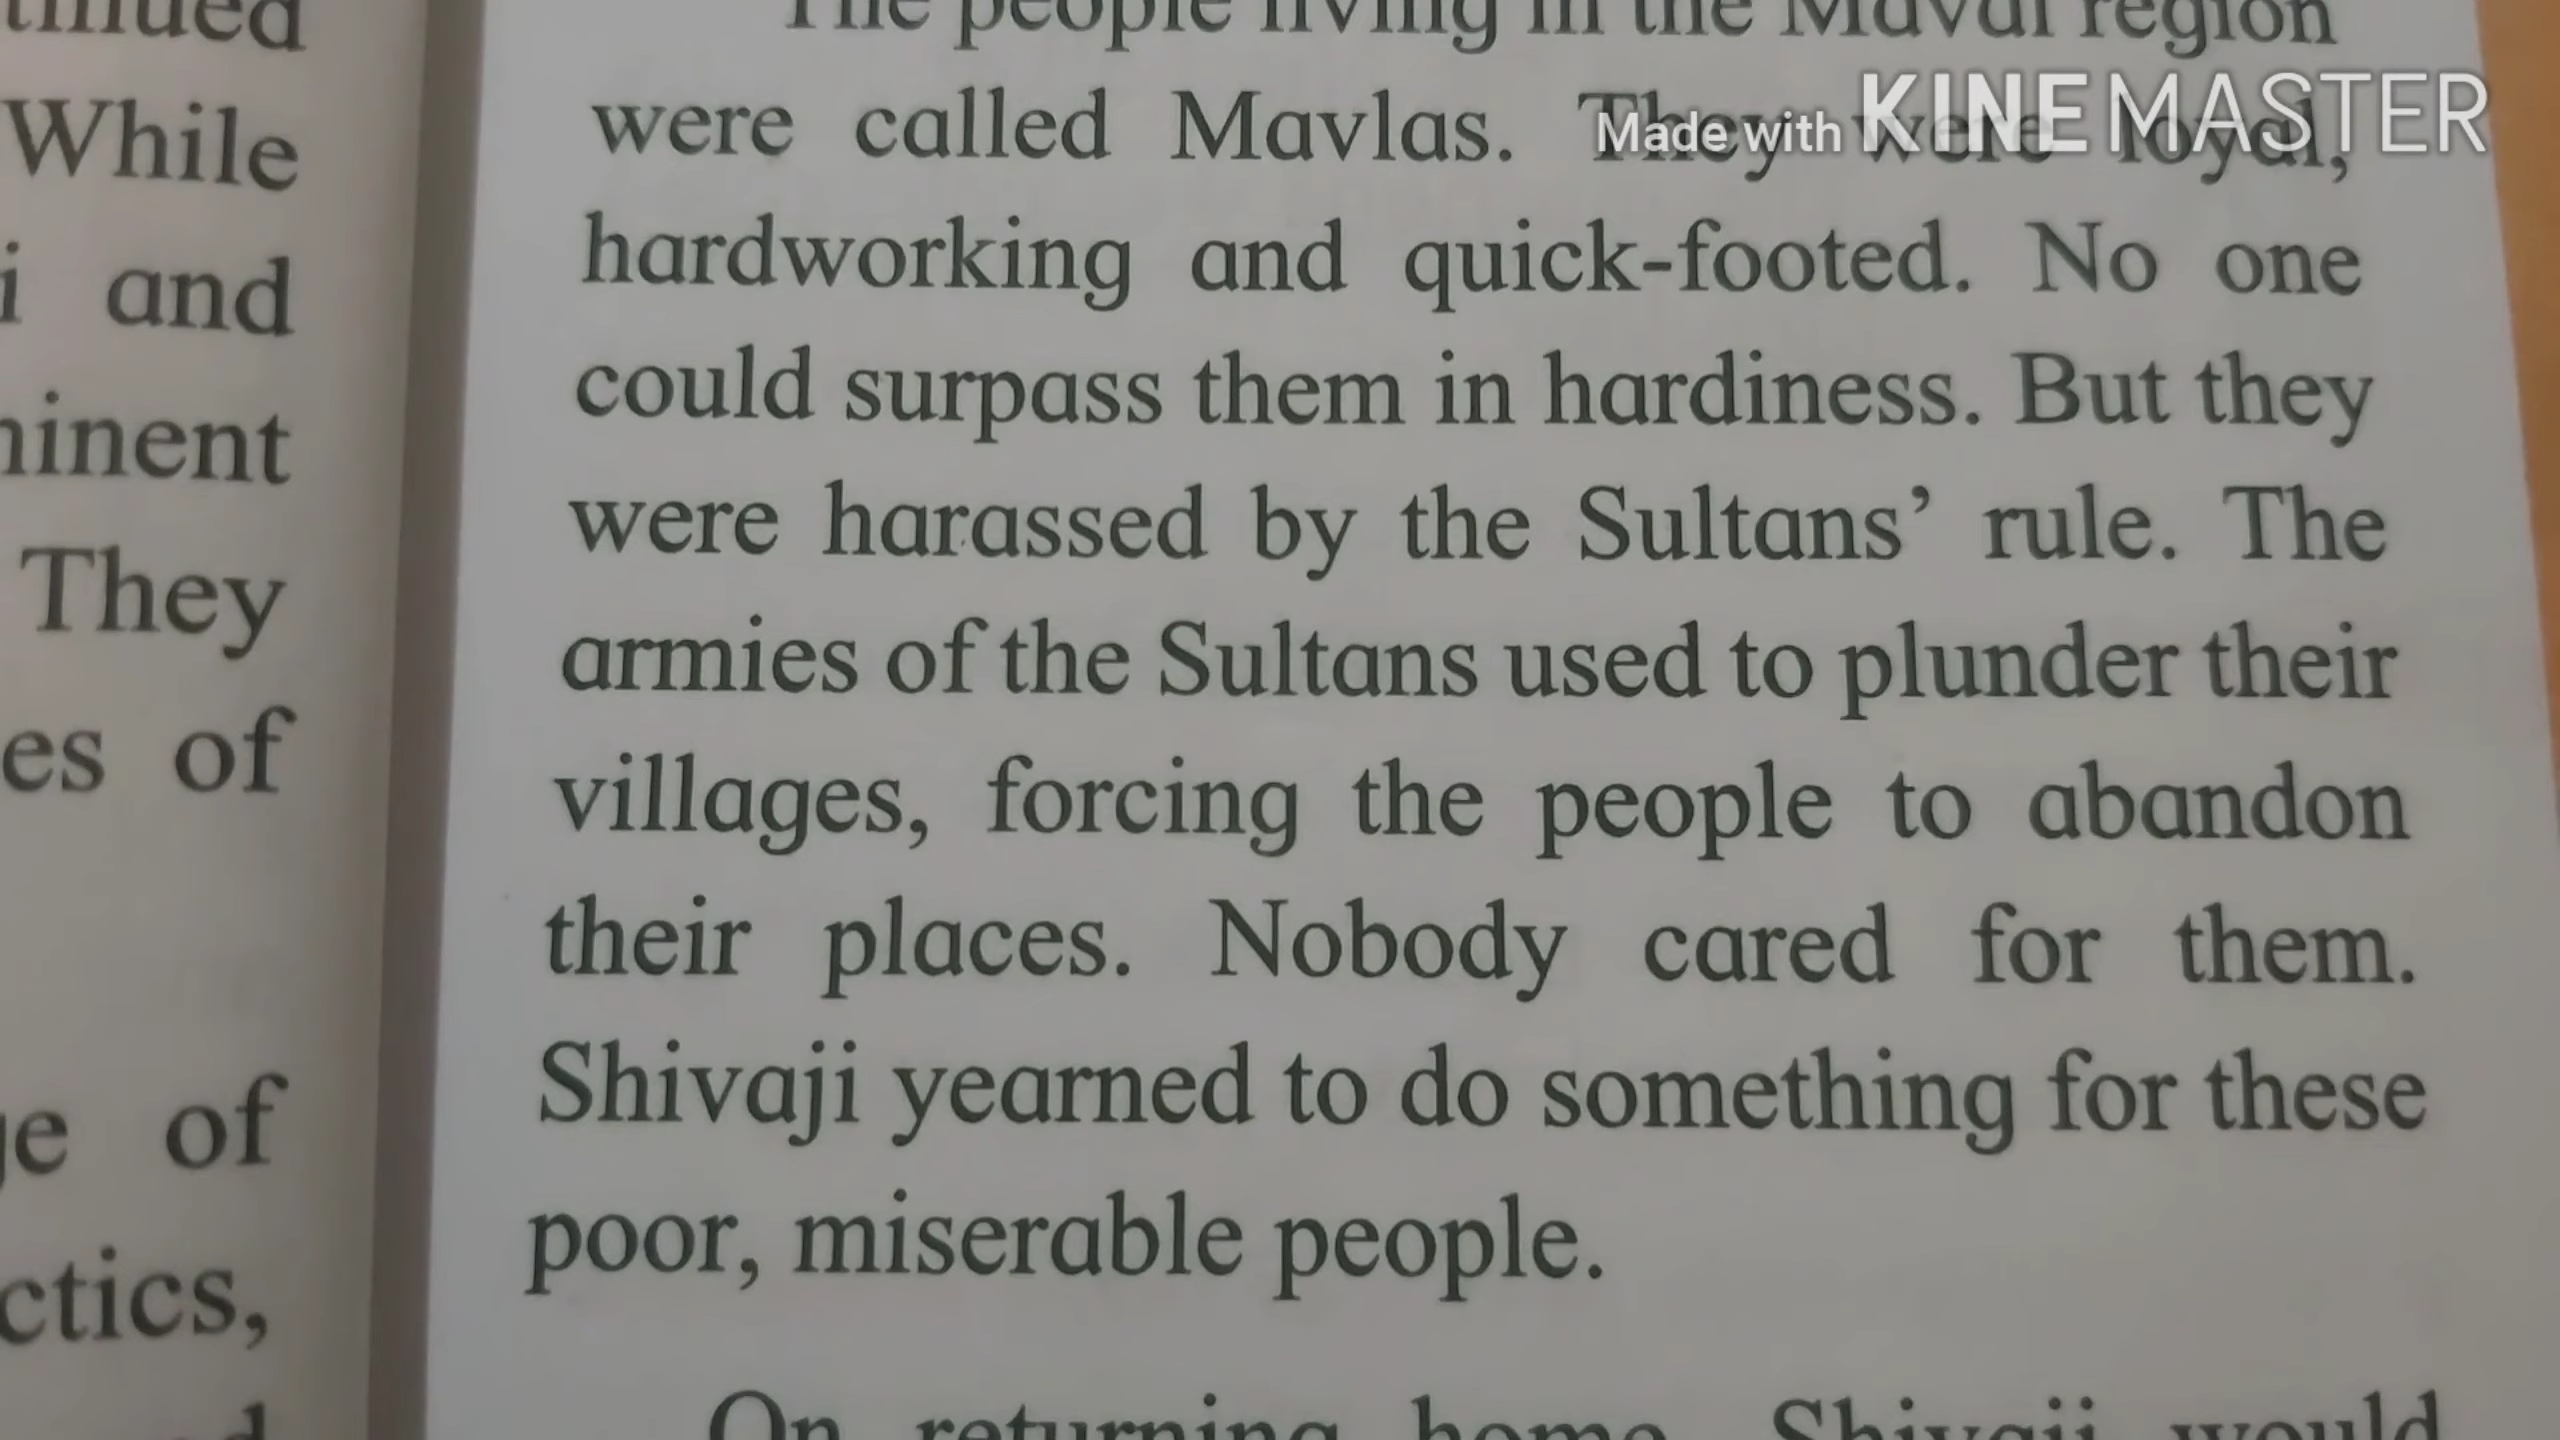 tinued
While
i and
ninent
They
es of
ge of
ctics,
The people living in the Maval region
were called Mavlas. They were loyal,
Made with KINEMASTER
hardworking and quick-footed. No one
could surpass them in hardiness. But they
were harassed by the Sultans’ rule. The
armies of the Sultans used to plunder their
villages, forcing the people to abandon
their places. Nobody cared for them.
Shivaji yearned to do something for these
poor, miserable people.
On returning home, Shivaji would